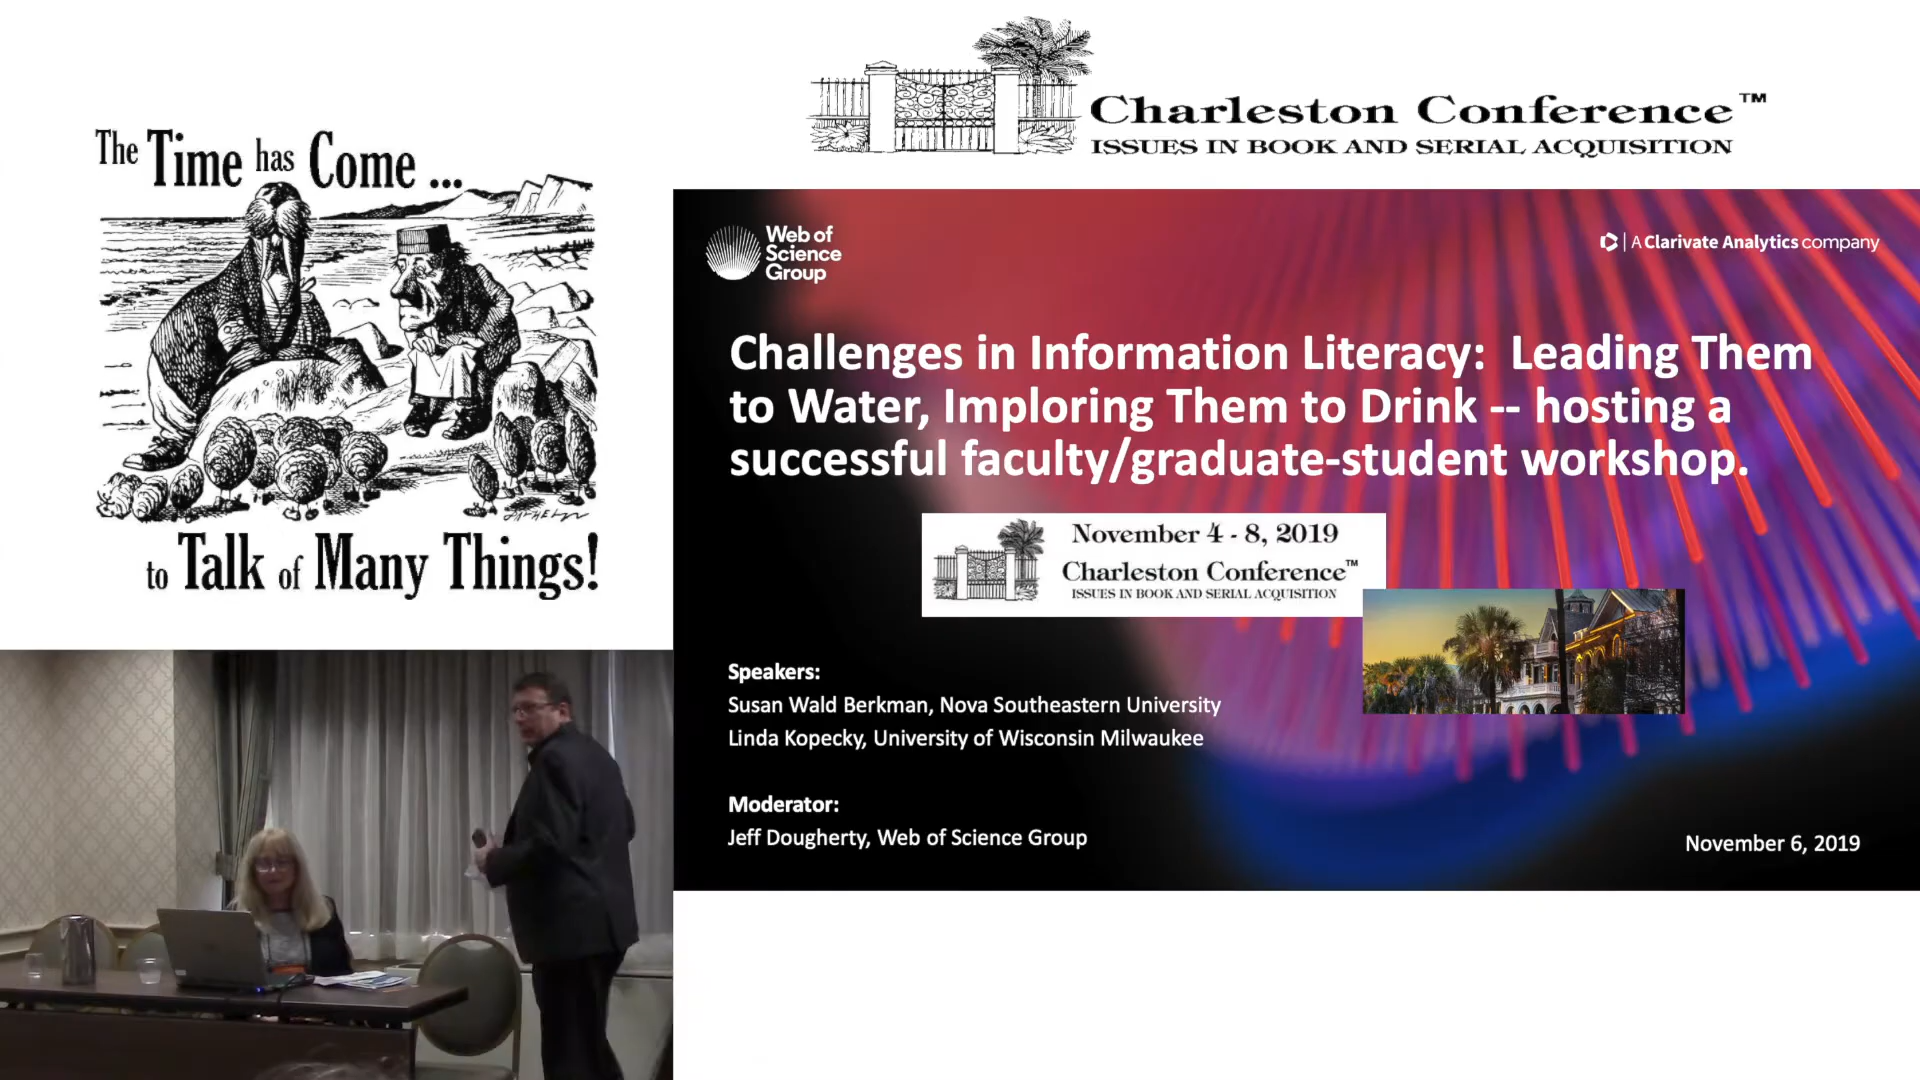 The Time has Come ...
to Talk of Many Things!
Charleston Conference™
ISSUES IN BOOK AND SERIAL ACQUISITION
Web of
Science
Group
A Clarivate Analytics company
Challenges in Information Literacy: Leading Them
to Water, Imploring Them to Drink -- hosting a
successful faculty/graduate-student workshop.
November 4 - 8, 2019
Charleston Conference™
ISSUES IN BOOK AND SERIAL ACQUISITION
Speakers:
Susan Wald Berkman, Nova Southeastern University
Linda Kopecky, University of Wisconsin Milwaukee
Moderator:
Jeff Dougherty, Web of Science Group
November 6, 2019